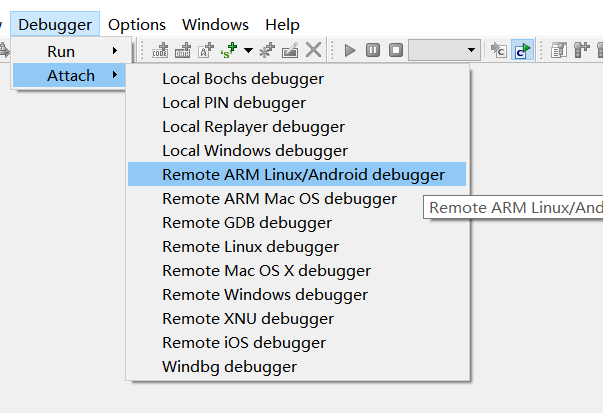 Debugger Options Windows Help
Run
Attach
Local Bochs debugger
Local PIN debugger
Local Replayer debugger
Local Windows debugger
Remote ARM Linux/Android debugger
Remote ARM Mac OS debugger
Remote ARM Linux/And
Remote GDB debugger
Remote Linux debugger
Remote Mac OS X debugger
Remote Windows debugger
Remote XNU debugger
Remote iOS debugger
Windbg debugger